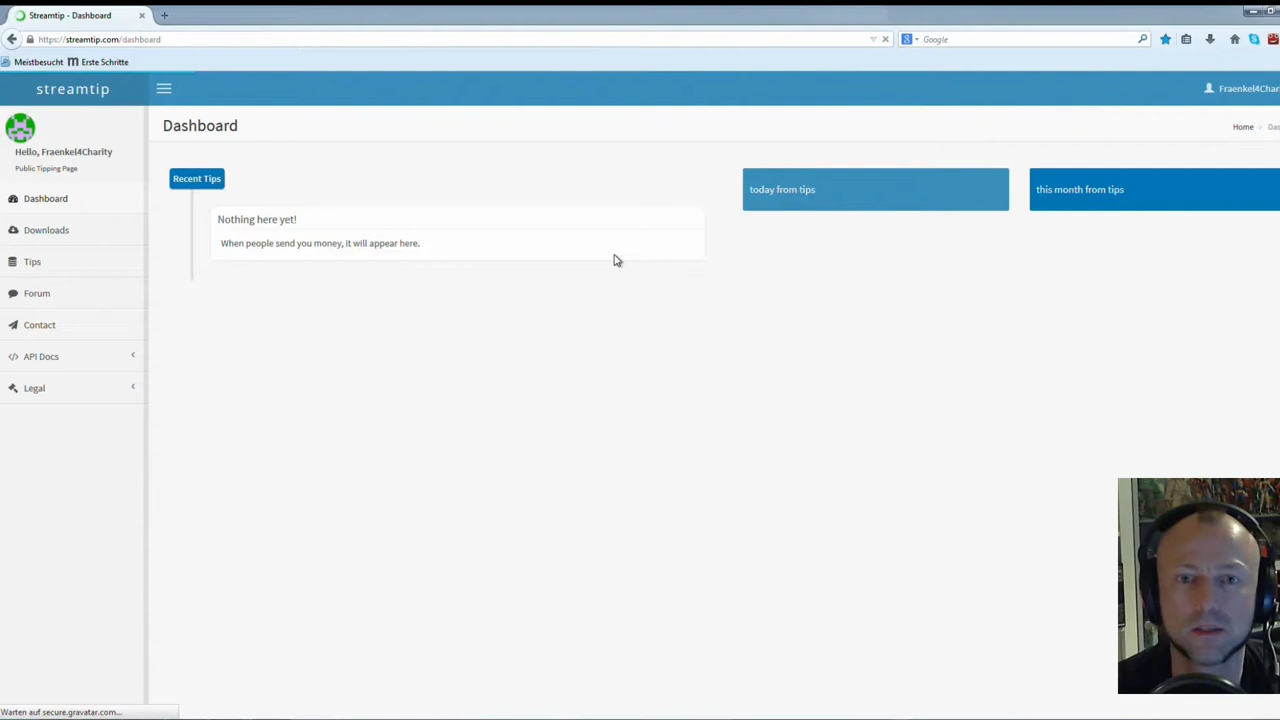 Streamtip - Dashboard
https://streamtip.com/dashboard
Google
Meistbesucht
Erste Schritte
streamtip
Fraenkel4Char
Dashboard
Home
Hello, Fraenkel4Charity
Public Tipping Page
Dashboard
Downloads
Tips
Forum
Contact
API Docs
Legal
Recent Tips
Nothing here yet!
When people send you money, it will appear here.
today from tips
this month from tips
Warten auf secure.gravatar.com...